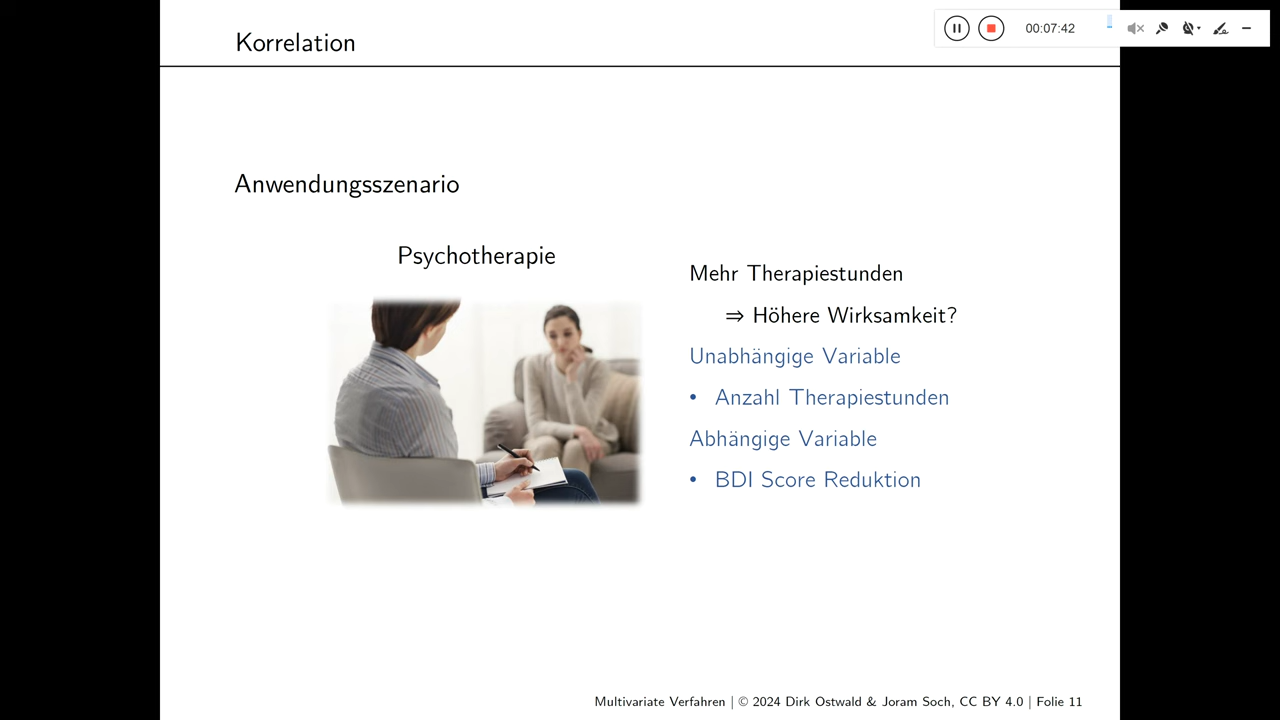 Korrelation
00:07:42
Anwendungsszenario
Psychotherapie
Mehr Therapiestunden
⇒ Höhere Wirksamkeit?
Unabhängige Variable
• Anzahl Therapiestunden
Abhängige Variable
• BDI Score Reduktion
Multivariate Verfahren | © 2024 Dirk Ostwald & Joram Soch, CC BY 4.0 | Folie 11